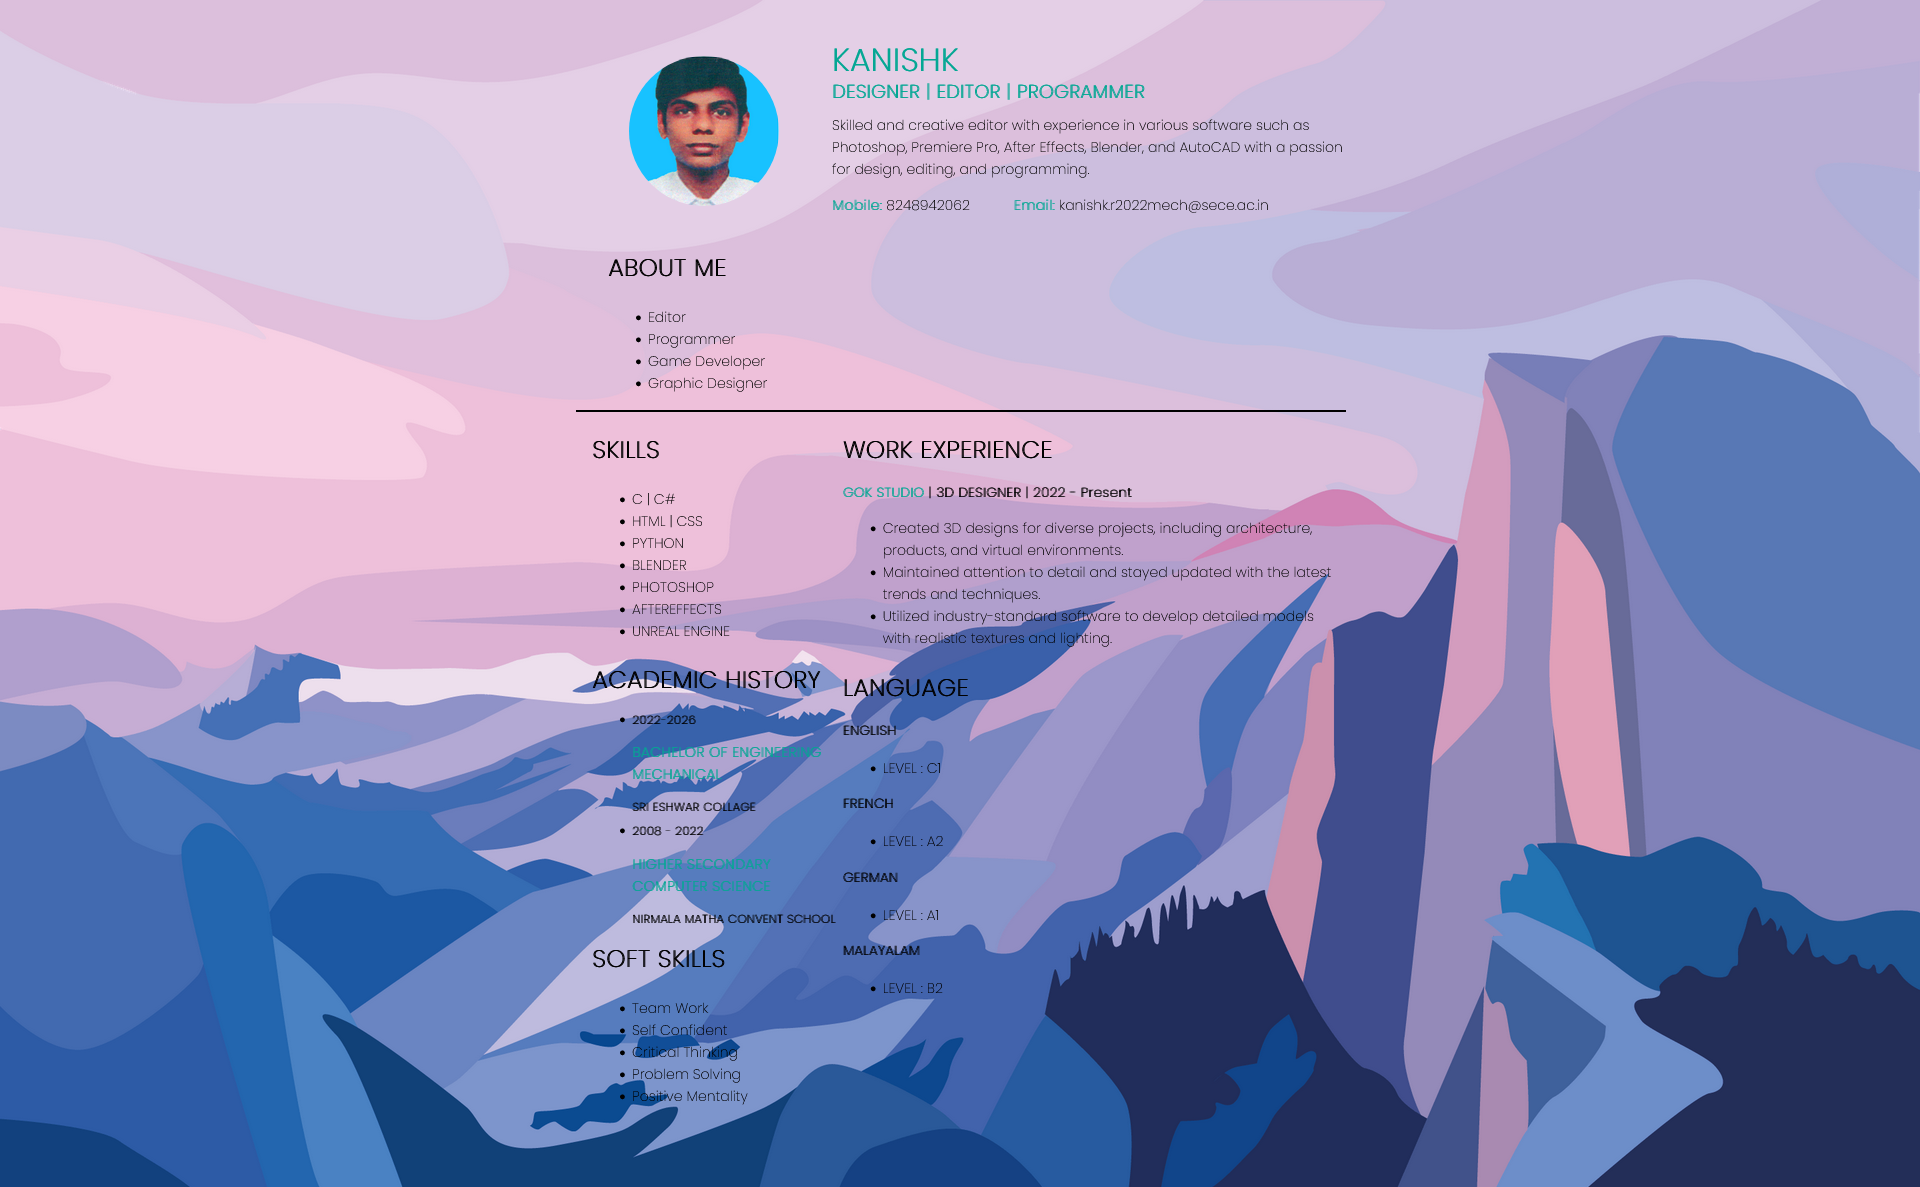 KANISHK
DESIGNER | EDITOR | PROGRAMMER
Skilled and creative editor with experience in various software such as
Photoshop, Premiere Pro, After Effects, Blender, and AutoCAD with a passion
for design, editing, and programming.
Mobile: 8248942062 Email: kanishk.r2022mech@sece.ac.in
ABOUT ME
• Editor
• Programmer
• Game Developer
• Graphic Designer
SKILLS
• C | C#
• HTML | CSS
• PYTHON
• BLENDER
• PHOTOSHOP
• AFTEREFFECTS
• UNREAL ENGINE
ACADEMIC HISTORY
• 2022-2026
BACHELOR OF ENGINEERING
MECHANICAL
SRI ESHWAR COLLAGE
• 2008 - 2022
HIGHER SECONDARY
COMPUTER SCIENCE
NIRMALA MATHA CONVENT SCHOOL
SOFT SKILLS
• Team Work
• Self Confident
• Critical Thinking
• Problem Solving
• Positive Mentality
WORK EXPERIENCE
GOK STUDIO | 3D DESIGNER | 2022 - Present
• Created 3D designs for diverse projects, including architecture,
products, and virtual environments.
• Maintained attention to detail and stayed updated with the latest
trends and techniques.
• Utilized industry-standard software to develop detailed models
with realistic textures and lighting.
LANGUAGE
ENGLISH
• LEVEL : C1
FRENCH
• LEVEL : A2
GERMAN
• LEVEL : A1
MALAYALAM
• LEVEL : B2